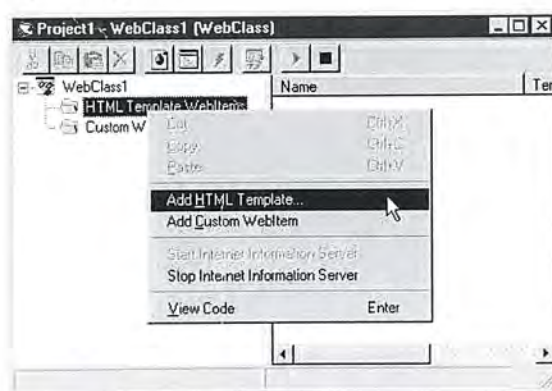 Project1 - WebClass1 (WebClass)
WebClass1
Name
Ter
HTML Template WebItems
Custom W
Cut Ctrl+X
Copy Ctrl+C
Paste Ctrl+V
Add HTML Template...
Add Custom WebItem
Start Internet Information Server
Stop Internet Information Server
View Code Enter